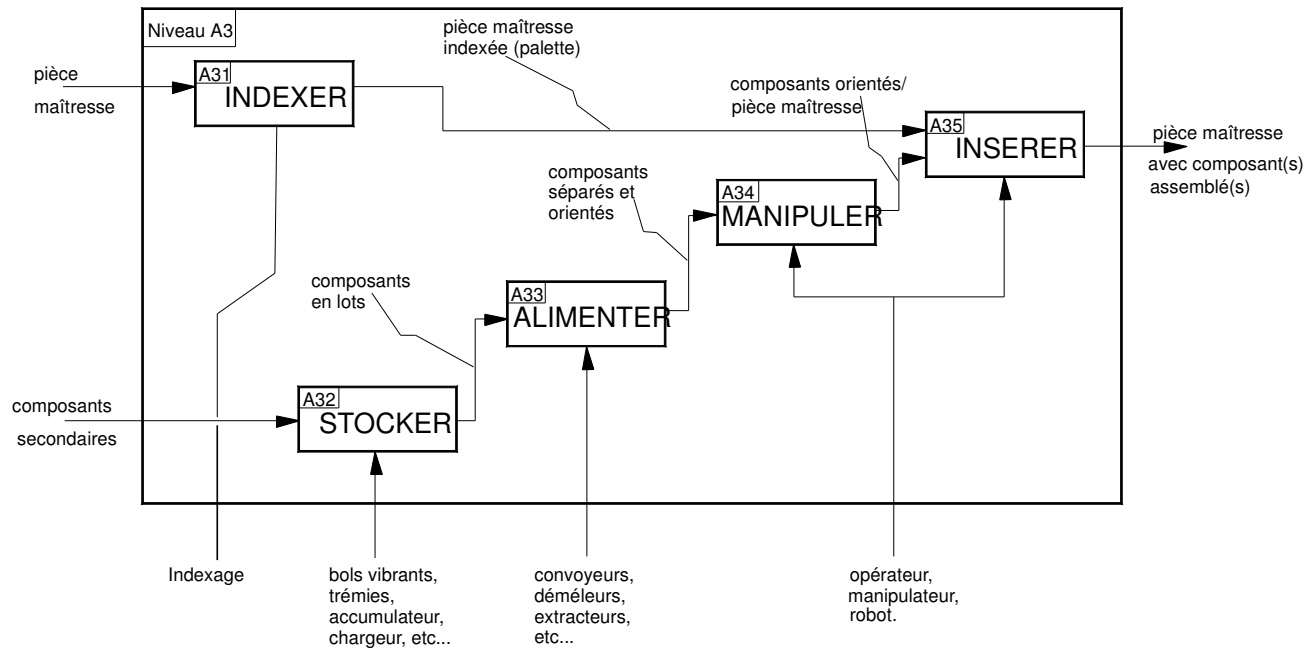 Niveau A3
pièce maîtresse
indexée (palette)
pièce
maîtresse
A31
INDEXER
composants orientés/
pièce maîtresse
A35
INSERER
pièce maîtresse
avec composant(s)
assemblé(s)
composants
séparés et
orientés
A34
MANIPULER
composants
en lots
A33
ALIMENTER
composants
secondaires
A32
STOCKER
Indexage
bols vibrants,
trémies,
accumulateur,
chargeur, etc...
convoyeurs,
déméleurs,
extracteurs,
etc...
opérateur,
manipulateur,
robot.